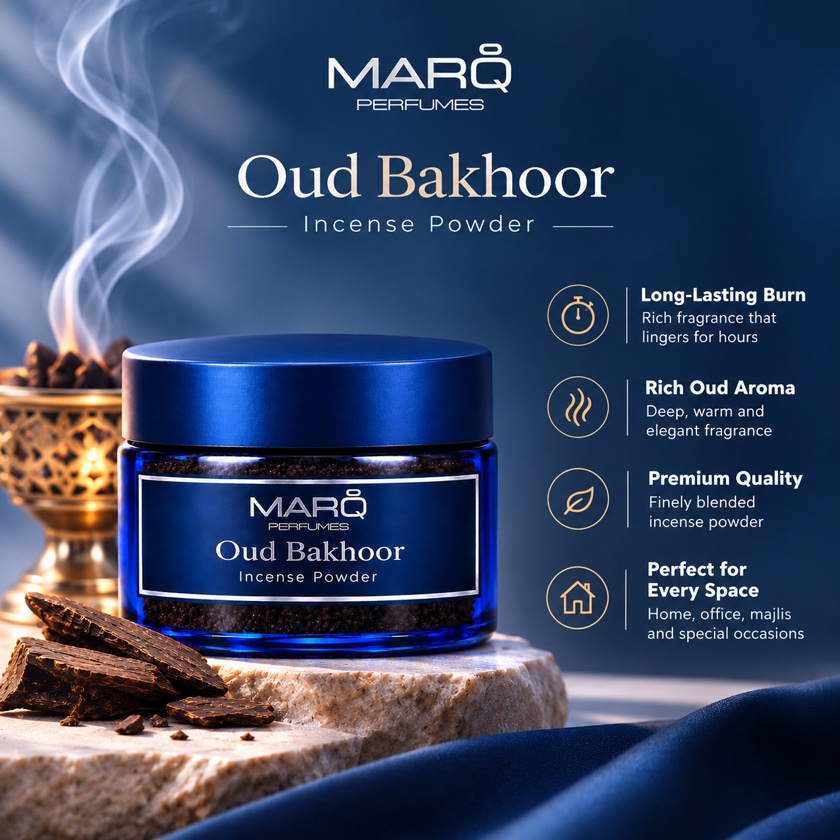 MARQ
PERFUMES
Oud Bakhoor
Incense Powder
Long-Lasting Burn
Rich fragrance that
lingers for hours
Rich Oud Aroma
Deep, warm and
elegant fragrance
Premium Quality
Finely blended
incense powder
Perfect for
Every Space
Home, office, majlis
and special occasions
MARQ
PERFUMES
Oud Bakhoor
Incense Powder